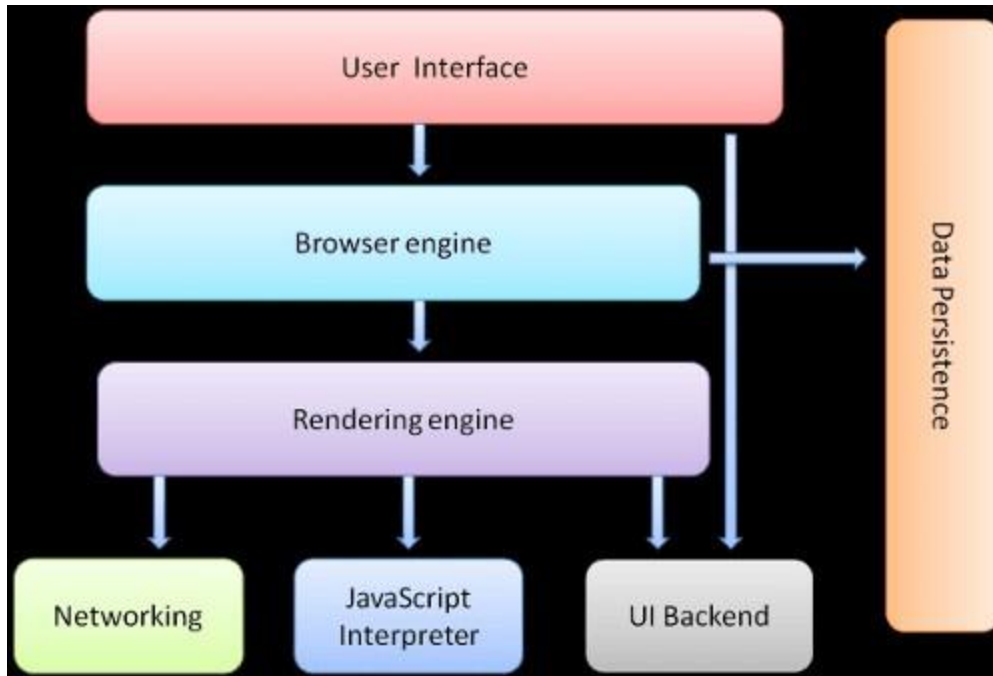 User Interface
Browser engine
Data Persistence
Rendering engine
Networking
JavaScript
Interpreter
UI Backend